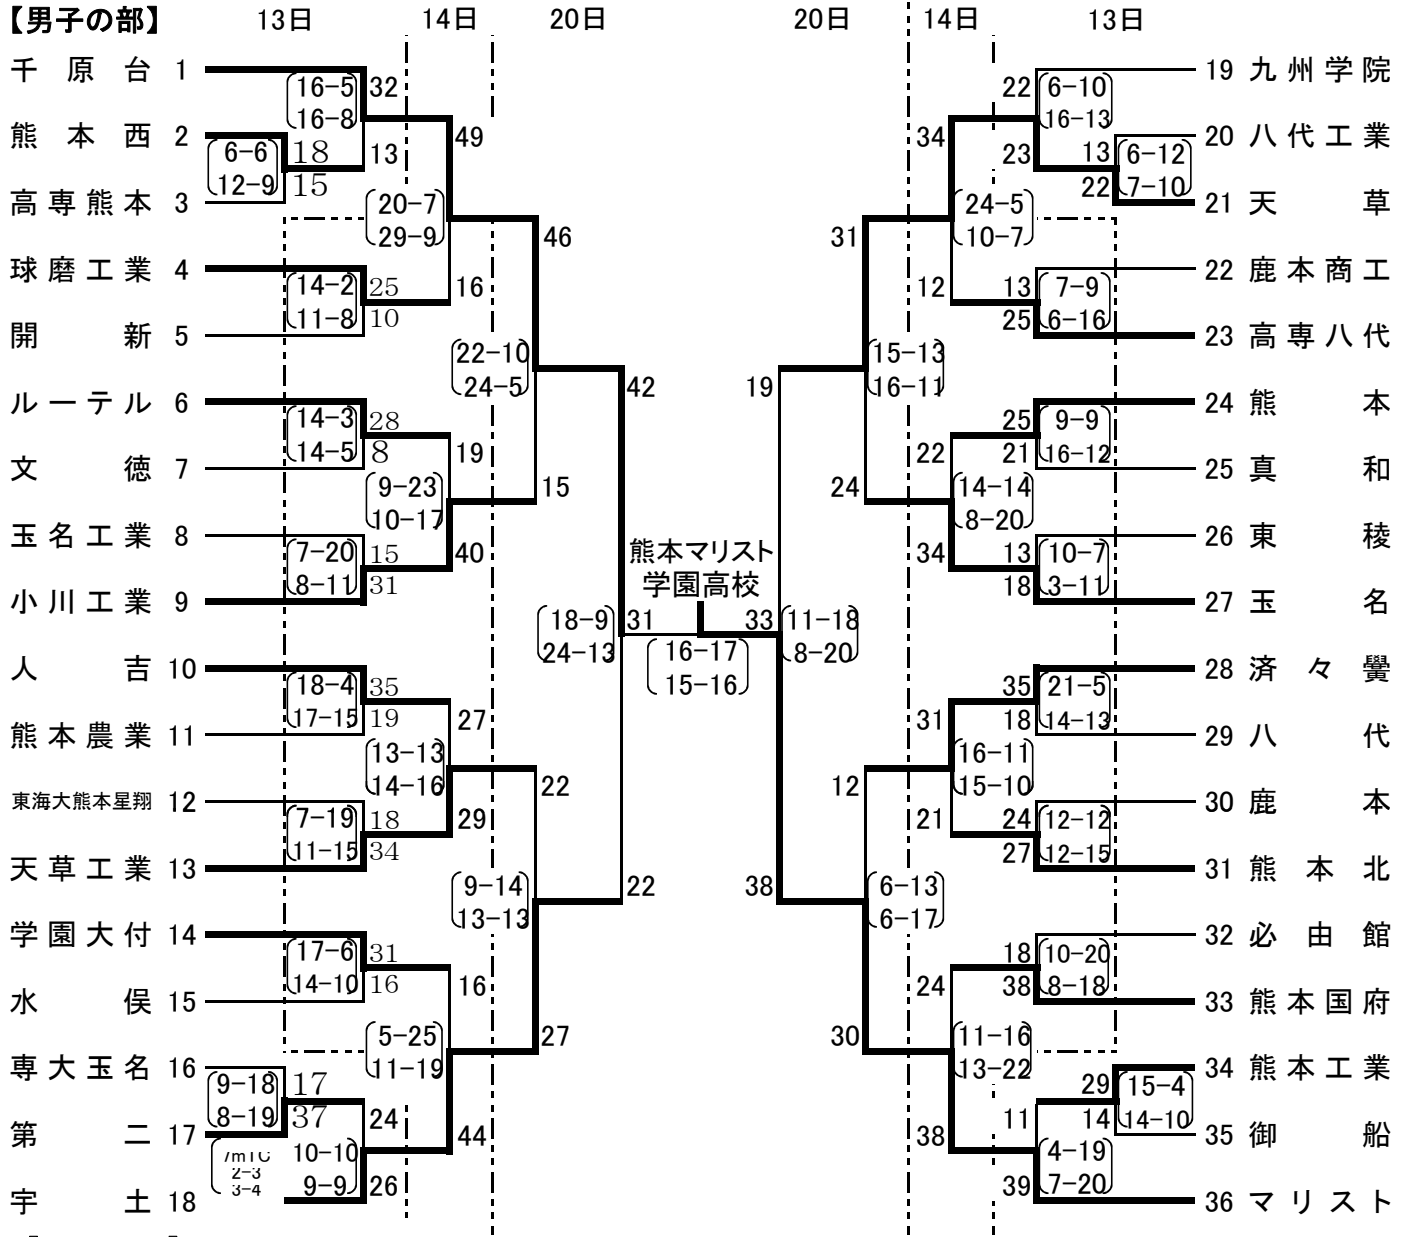 【男子の部】 13日 14日 20日 20日 14日 13日
千原台 1
16-5 32
16-8
熊本西 2
13 49
6-6 18
12-9 15
高専熊本 3
20-7
29-9 46
球磨工業 4
14-2 25 16
11-8 10
開新 5
22-10
24-5 42
ルーテル 6
14-3 28
14-5 8 19
文徳 7
9-23 15
10-17
玉名工業 8
7-20 15 40
8-11 31
小川工業 9
18-9 31
24-13
人吉 10
18-4 35
17-15 19 27
熊本農業 11
13-13
14-16 22
東海大熊本星翔 12
7-19 18 29
11-15 34
天草工業 13
9-14 22
13-13
学園大付 14
17-6 31
14-10 16 16
水俣 15
5-25 27
11-19
専大玉名 16
9-18 17
8-19 37
第二 17
24 44
7mTC 10-10
2-3
3-4 9-9 26
宇土 18
熊本マリスト
学園高校
16-17
15-16
19 九州学院
22 6-10
16-13
20 八代工業
34 23 13 6-12
22 7-10
21 天草
24-5
31 10-7
22 鹿本商工
12 13 7-9
25 6-16
23 高専八代
15-13
19 16-11
24 熊本
25 9-9
22 21 16-12
25 真和
24 14-14
8-20
26 東稜
34 13 10-7
18 3-11
27 玉名
33 11-18
8-20
28 済々黌
35 21-5
31 18 14-13
29 八代
16-11
12 15-10
30 鹿本
21 24 12-12
27 12-15
31 熊本北
38 6-13
6-17
32 必由館
18 10-20
24 38 8-18
33 熊本国府
30 11-16
13-22
34 熊本工業
29 15-4
11 14 14-10
35 御船
38 4-19
39 7-20
36 マリスト